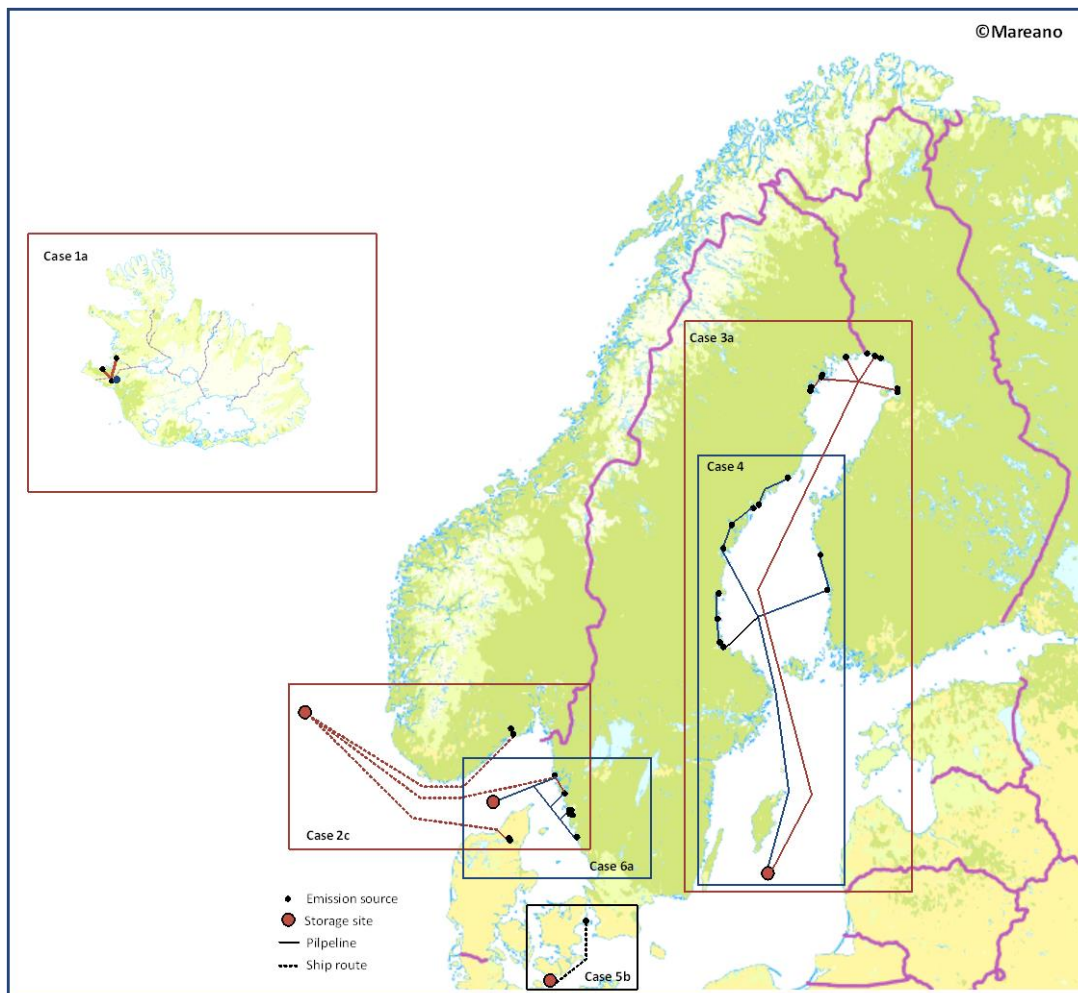 ©Mareano
Case 1a
Case 3a
Case 4
Case 2c
Case 6a
Emission source
Storage site
Pilpeline
Ship route
Case 5b